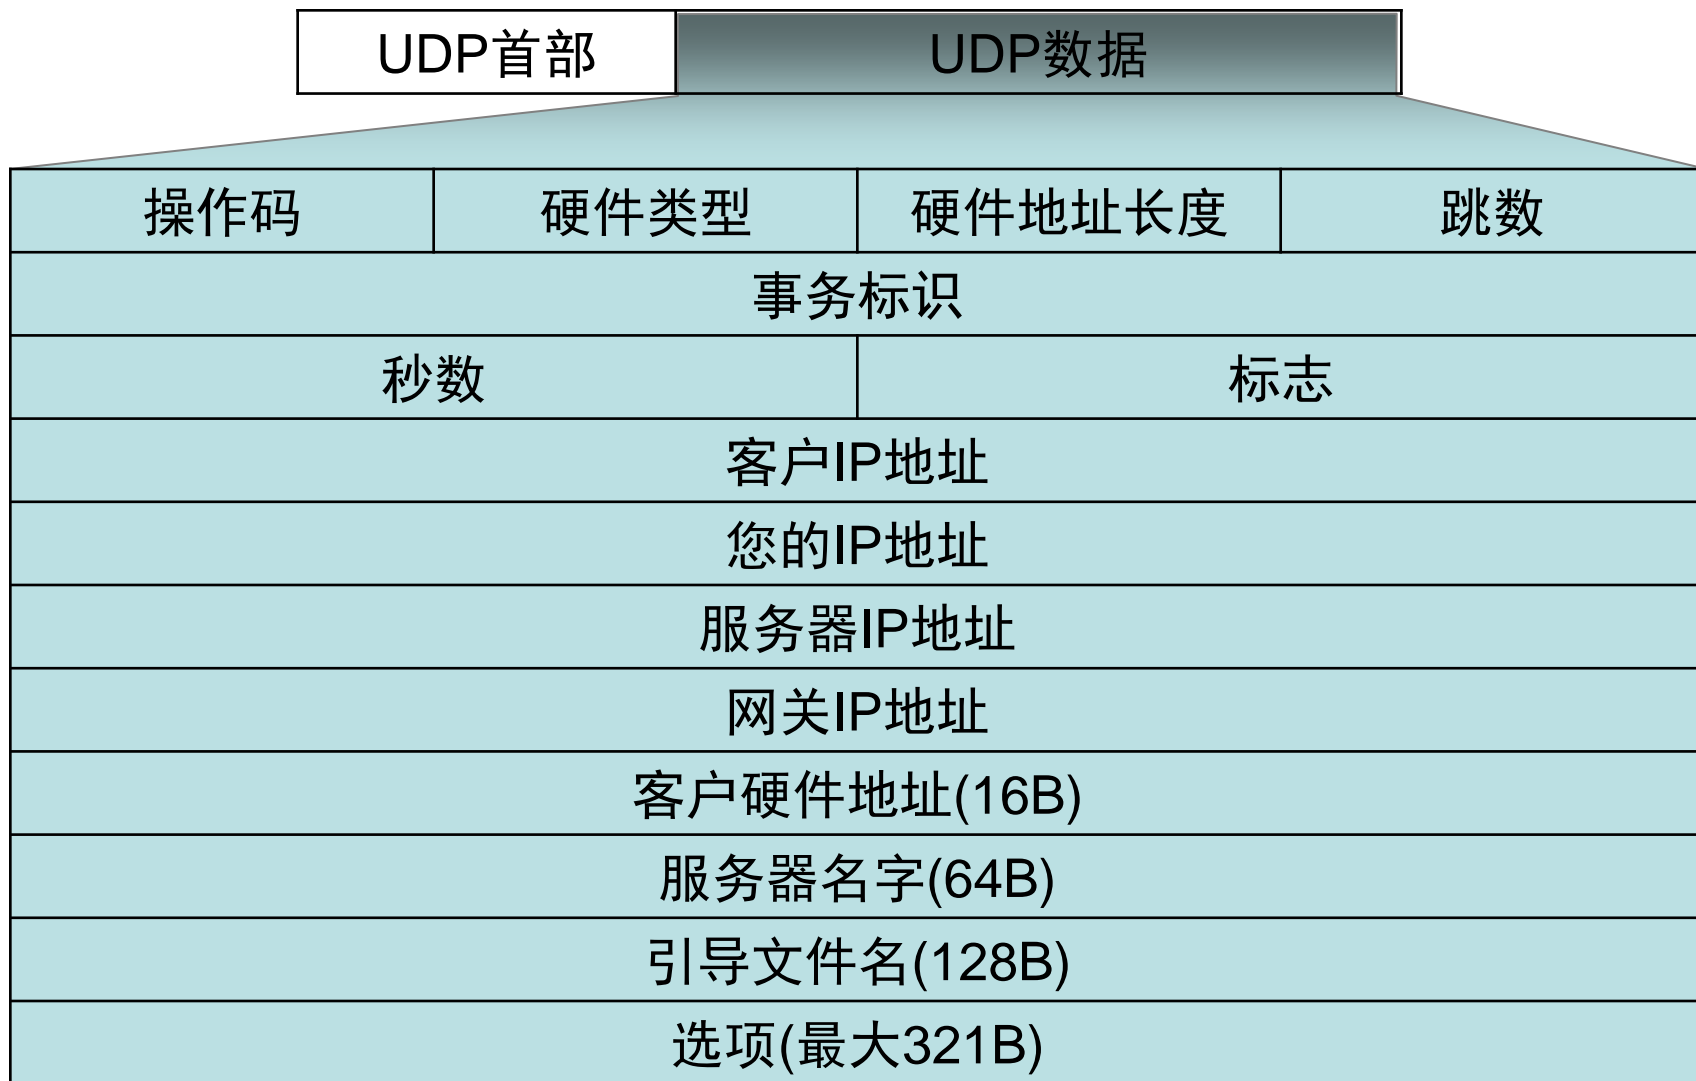 UDP首部 UDP数据
操作码 硬件类型 硬件地址长度 跳数
事务标识
秒数 标志
客户IP地址
您的IP地址
服务器IP地址
网关IP地址
客户硬件地址(16B)
服务器名字(64B)
引导文件名(128B)
选项(最大321B)